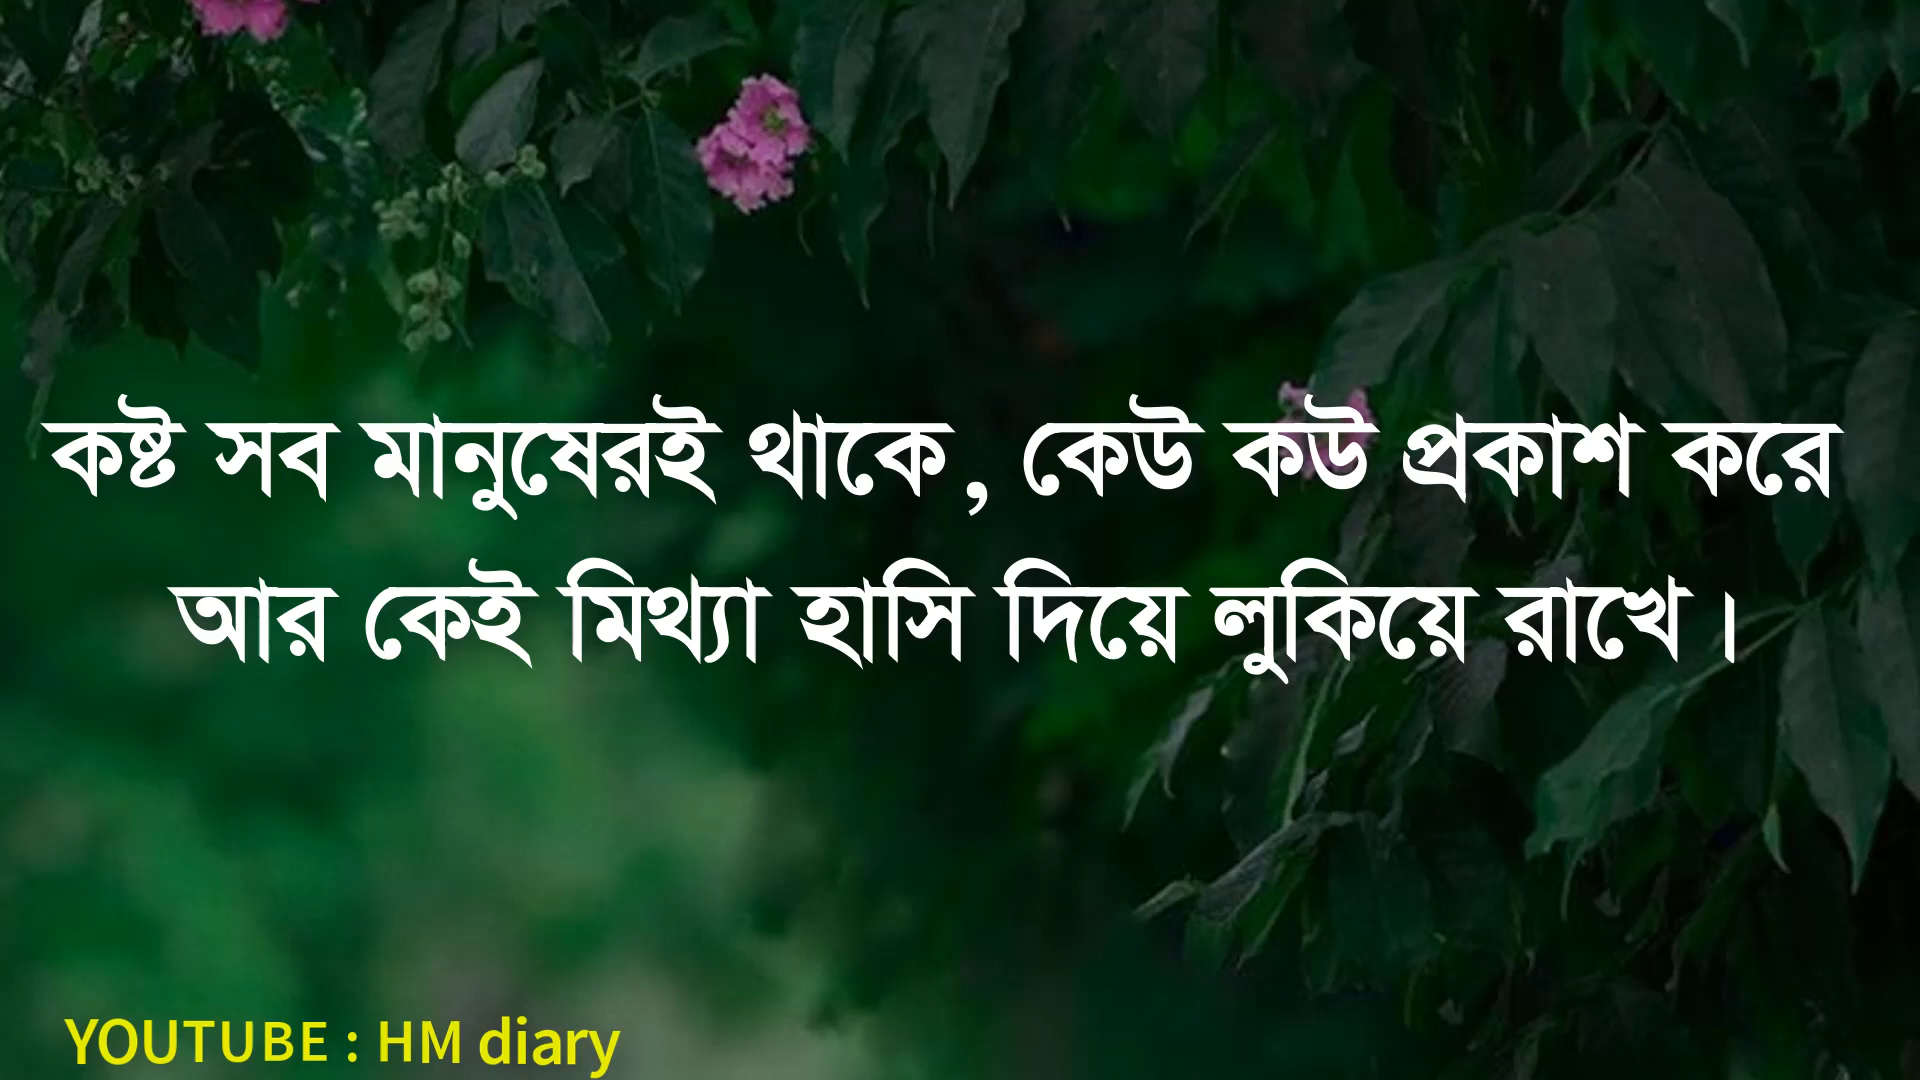 কষ্ট সব মানুষেরই থাকে, কেউ কউ প্রকাশ করে
আর কেই মিথ্যা হাসি দিয়ে লুকিয়ে রাখে।
YOUTUBE : HM diary